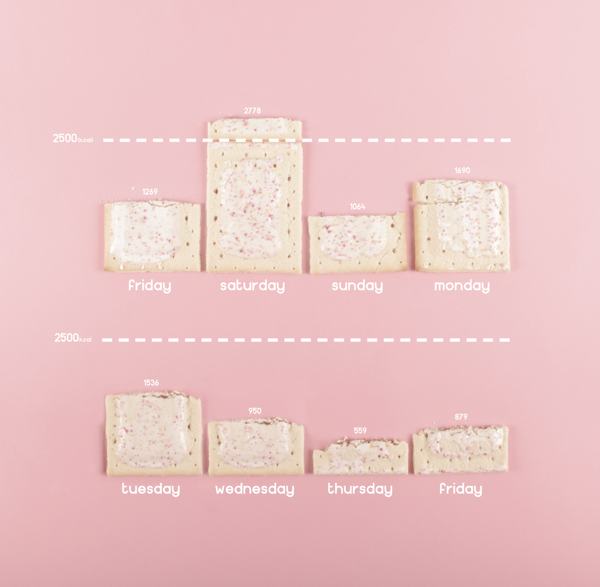 2778
2500kcal
1269
1690
1064
friday saturday sunday monday
2500kcal
1536
950
559
879
tuesday wednesday thursday friday